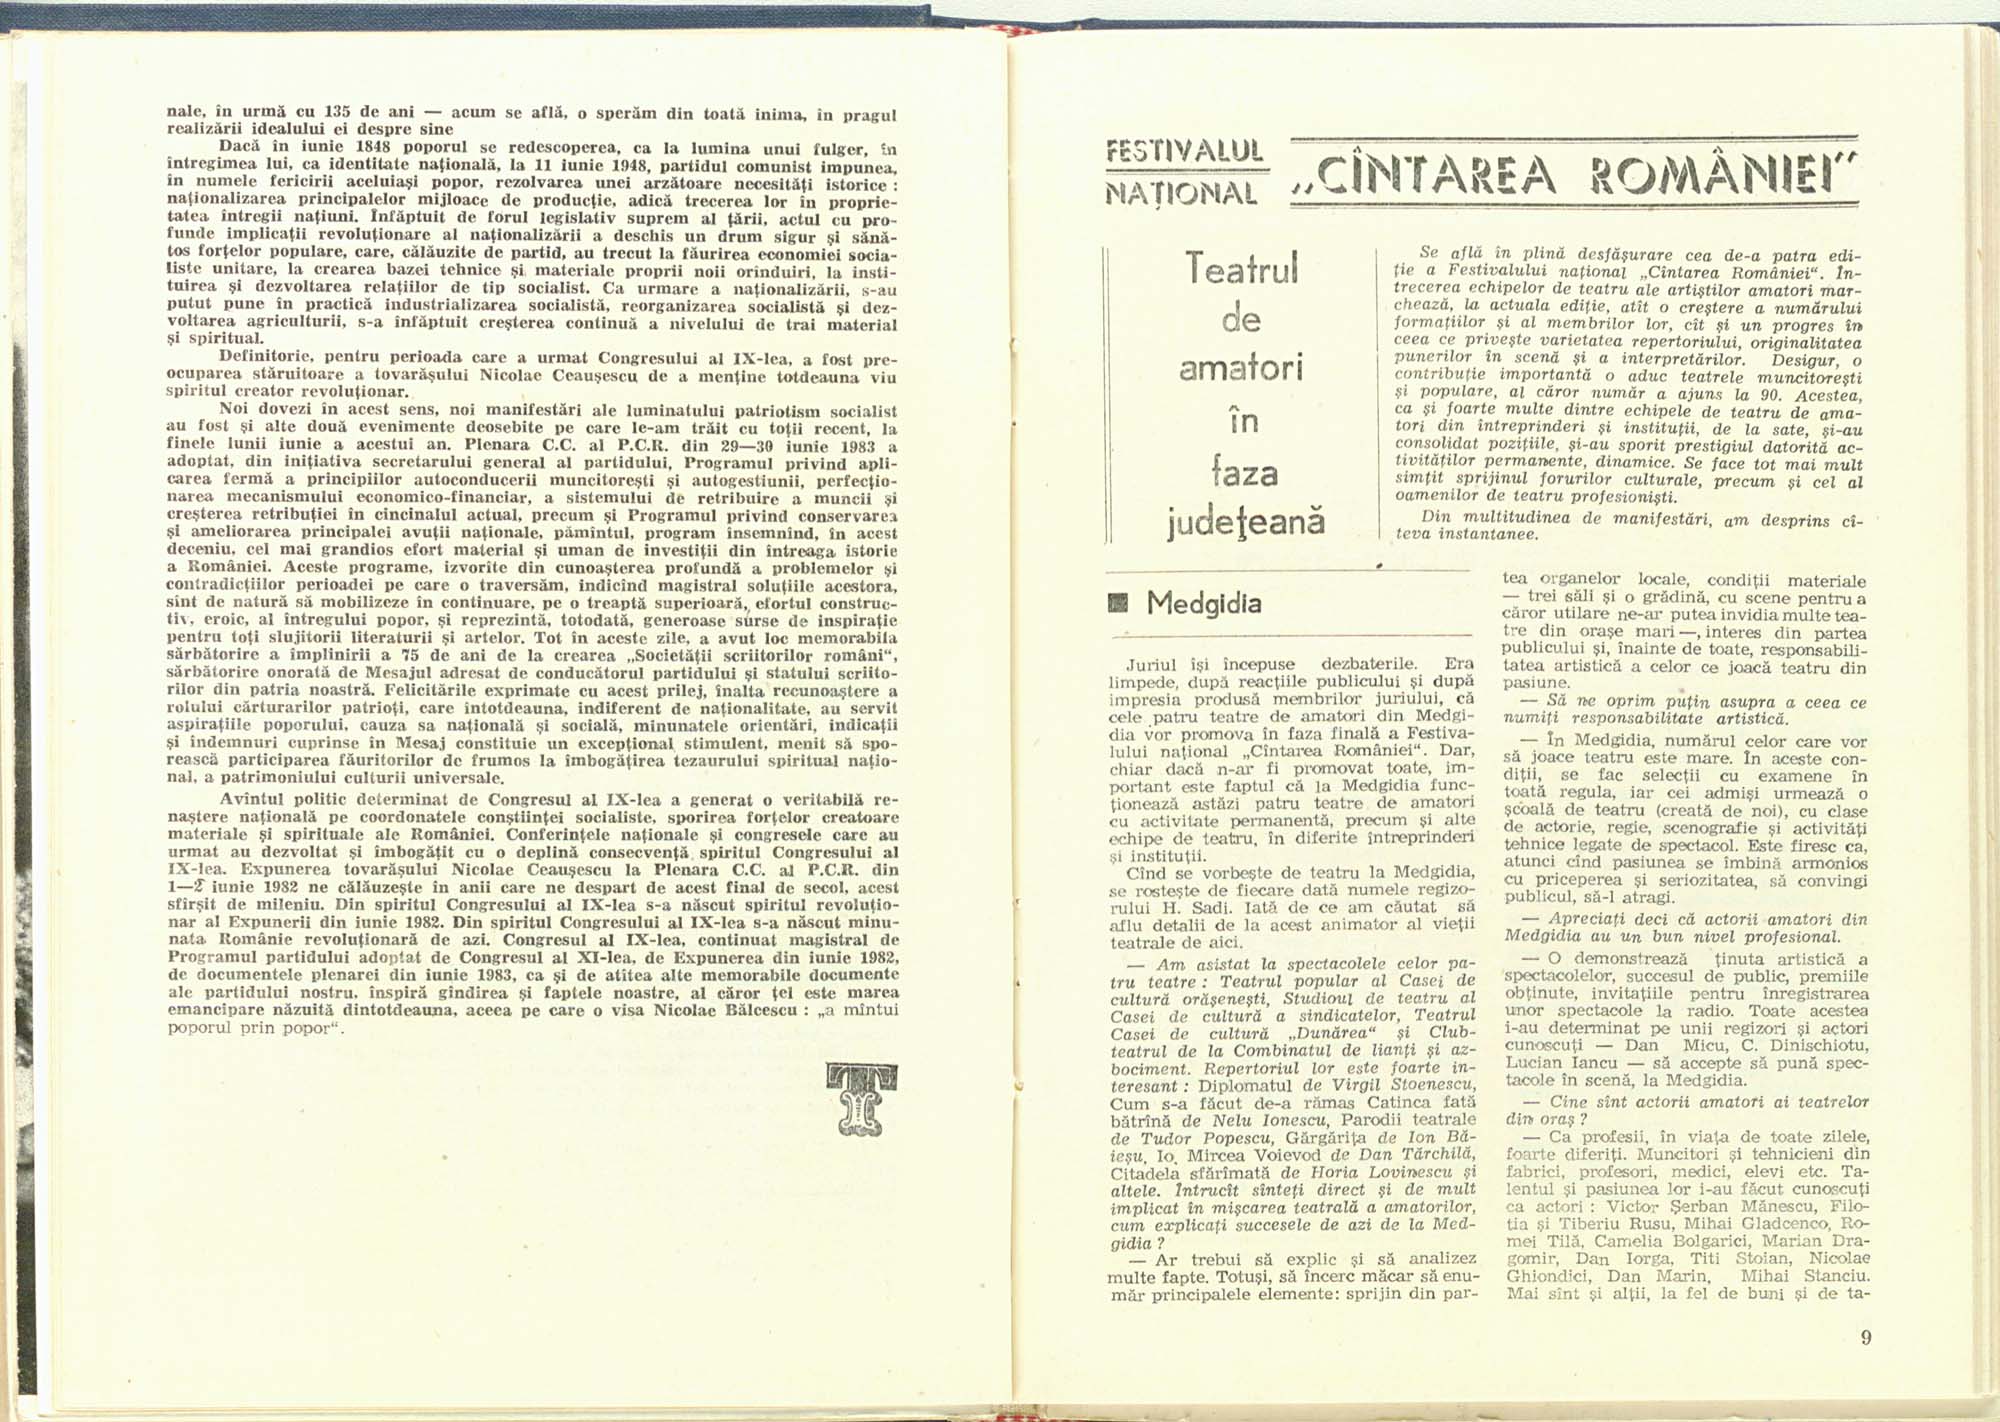 nale, în urmă cu 135 de ani — acum se află, o sperăm din toată inima, în pragul
realizării idealului ei despre sine
Dacă în iunie 1848 poporul se redescoperea, ca la lumina unui fulger, în
întregimea lui, ca identitate națională, la 11 iunie 1948, partidul comunist impunea,
în numele fericirii aceluiași popor, rezolvarea unei arzătoare necesități istorice :
naționalizarea principalelor mijloace de producție, adică trecerea lor în proprie-
tatea întregii națiuni. Înfăptuit de forul legislativ suprem al țării, actul cu pro-
funde implicații revoluționare al naționalizării a deschis un drum sigur și sănă-
tos forțelor populare, care, călăuzite de partid, au trecut la făurirea economiei socia-
liste unitare, la crearea bazei tehnice și materiale proprii noii orînduiri, la insti-
tuirea și dezvoltarea relațiilor de tip socialist. Ca urmare a naționalizării, s-au
putut pune în practică industrializarea socialistă, reorganizarea socialistă și dez-
voltarea agriculturii, s-a înfăptuit creșterea continuă a nivelului de trai material
și spiritual.
Definitorie, pentru perioada care a urmat Congresului al IX-lea, a fost pre-
ocuparea stăruitoare a tovarășului Nicolae Ceaușescu de a menține totdeauna viu
spiritul creator revoluționar.
Noi dovezi în acest sens, noi manifestări ale luminatului patriotism socialist
au fost și alte două evenimente deosebite pe care le-am trăit cu toții recent, la
finele lunii iunie a acestui an. Plenara C.C. al P.C.R. din 29—30 iunie 1983 a
adoptat, din inițiativa secretarului general al partidului, Programul privind apli-
carea fermă a principiilor autoconducerii muncitorești și autogestiunii, perfecțio-
narea mecanismului economico-financiar, a sistemului de retribuire a muncii și
creșterea retribuției în cincinalul actual, precum și Programul privind conservarea
și ameliorarea principalei avuții naționale, pămîntul, program însemnînd, în acest
deceniu, cel mai grandios efort material și uman de investiții din întreaga istorie
a României. Aceste programe, izvorîte din cunoașterea profundă a problemelor și
contradicțiilor perioadei pe care o traversăm, indicînd magistral soluțiile acestora,
sînt de natură să mobilizeze în continuare, pe o treaptă superioară, efortul construc-
tiv, eroic, al întregului popor, și reprezintă, totodată, generoase surse de inspirație
pentru toți slujitorii literaturii și artelor. Tot în aceste zile, a avut loc memorabila
sărbătorire a împlinirii a 75 de ani de la crearea „Societății scriitorilor români“,
sărbătorire onorată de Mesajul adresat de conducătorul partidului și statului scriito-
rilor din patria noastră. Felicitările exprimate cu acest prilej, înalta recunoaștere a
rolului cărturarilor patrioți, care întotdeauna, indiferent de naționalitate, au servit
aspirațiile poporului, cauza sa națională și socială, minunatele orientări, indicații
și îndemnuri cuprinse în Mesaj constituie un excepțional stimulent, menit să spo-
rească participarea făuritorilor de frumos la îmbogățirea tezaurului spiritual națio-
nal, a patrimoniului culturii universale.
Avîntul politic determinat de Congresul al IX-lea a generat o veritabilă re-
naștere națională pe coordonatele conștiinței socialiste, sporirea forțelor creatoare
materiale și spirituale ale României. Conferințele naționale și congresele care au
urmat au dezvoltat și îmbogățit cu o deplină consecvență spiritul Congresului al
IX-lea. Expunerea tovarășului Nicolae Ceaușescu la Plenara C.C. al P.C.R. din
1—2 iunie 1982 ne călăuzește în anii care ne despart de acest final de secol, acest
sfîrșit de mileniu. Din spiritul Congresului al IX-lea s-a născut spiritul revoluțio-
nar al Expunerii din iunie 1982. Din spiritul Congresului al IX-lea s-a născut minu-
nata Românie revoluționară de azi. Congresul al IX-lea, continuat magistral de
Programul partidului adoptat de Congresul al XI-lea, de Expunerea din iunie 1982,
de documentele plenarei din iunie 1983, ca și de atîtea alte memorabile documente
ale partidului nostru, inspiră gîndirea și faptele noastre, al căror țel este marea
emancipare năzuită dintotdeauna, aceea pe care o visa Nicolae Bălcescu : „a mîntui
poporul prin popor“.
FESTIVALUL
NAȚIONAL
„CÎNTAREA ROMÂNIEI“
Teatrul
de
amatori
în
faza
județeană
Se află în plină desfășurare cea de-a patra edi-
ție a Festivalului național „Cîntarea României“. În-
trecerea echipelor de teatru ale artiștilor amatori mar-
chează, la actuala ediție, atît o creștere a numărului
formațiilor și al membrilor lor, cît și un progres în
ceea ce privește varietatea repertoriului, originalitatea
punerilor în scenă și a interpretărilor. Desigur, o
contribuție importantă o aduc teatrele muncitorești
și populare, al căror număr a ajuns la 90. Acestea,
ca și foarte multe dintre echipele de teatru de ama-
tori din întreprinderi și instituții, de la sate, și-au
consolidat pozițiile, și-au sporit prestigiul datorită ac-
tivităților permanente, dinamice. Se face tot mai mult
simțit sprijinul forurilor culturale, precum și cel al
oamenilor de teatru profesioniști.
Din multitudinea de manifestări, am desprins cî-
teva instantanee.
■ Medgidia
Juriul își începuse dezbaterile. Era
limpede, după reacțiile publicului și după
impresia produsă membrilor juriului, că
cele patru teatre de amatori din Medgi-
dia vor promova în faza finală a Festiva-
lului național „Cîntarea României“. Dar,
chiar dacă n-ar fi promovat toate, im-
portant este faptul că la Medgidia func-
ționează astăzi patru teatre de amatori
cu activitate permanentă, precum și alte
echipe de teatru, în diferite întreprinderi
și instituții.
Cînd se vorbește de teatru la Medgidia,
se rostește de fiecare dată numele regizo-
rului H. Sadi. Iată de ce am căutat să
aflu detalii de la acest animator al vieții
teatrale de aici.
— Am asistat la spectacolele celor pa-
tru teatre : Teatrul popular al Casei de
cultură orășenești, Studioul de teatru al
Casei de cultură a sindicatelor, Teatrul
Casei de cultură „Dunărea“ și Club-
teatrul de la Combinatul de lianți și az-
bociment. Repertoriul lor este foarte in-
teresant : Diplomatul de Virgil Stoenescu,
Cum s-a făcut de-a rămas Catinca fată
bătrînă de Nelu Ionescu, Parodii teatrale
de Tudor Popescu, Gărgărița de Ion Bă-
ieșu, Io, Mircea Voievod de Dan Tărchilă,
Citadela sfărîmată de Horia Lovinescu și
altele. Întrucît sînteți direct și de mult
implicat în mișcarea teatrală a amatorilor,
cum explicați succesele de azi de la Med-
gidia ?
— Ar trebui să explic și să analizez
multe fapte. Totuși, să încerc măcar să enu-
măr principalele elemente: sprijin din par-
tea organelor locale, condiții materiale
— trei săli și o grădină, cu scene pentru a
căror utilare ne-ar putea invidia multe tea-
tre din orașe mari —, interes din partea
publicului și, înainte de toate, responsabili-
tatea artistică a celor ce joacă teatru din
pasiune.
— Să ne oprim puțin asupra a ceea ce
numiți responsabilitate artistică.
— În Medgidia, numărul celor care vor
să joace teatru este mare. În aceste con-
diții, se fac selecții cu examene în
toată regula, iar cei admiși urmează o
școală de teatru (creată de noi), cu clase
de actorie, regie, scenografie și activități
tehnice legate de spectacol. Este firesc ca,
atunci cînd pasiunea se îmbină armonios
cu priceperea și seriozitatea, să convingi
publicul, să-l atragi.
— Apreciați deci că actorii amatori din
Medgidia au un bun nivel profesional.
— O demonstrează ținuta artistică a
spectacolelor, succesul de public, premiile
obținute, invitațiile pentru înregistrarea
unor spectacole la radio. Toate acestea
i-au determinat pe unii regizori și actori
cunoscuți — Dan Micu, C. Dinischiotu,
Lucian Iancu — să accepte să pună spec-
tacole în scenă, la Medgidia.
— Cine sînt actorii amatori ai teatrelor
din oraș ?
— Ca profesii, în viața de toate zilele,
foarte diferiți. Muncitori și tehnicieni din
fabrici, profesori, medici, elevi etc. Ta-
lentul și pasiunea lor i-au făcut cunoscuți
ca actori : Victor Șerban Mănescu, Filo-
tia și Tiberiu Rusu, Mihai Gladcenco, Ro-
mei Tilă, Camelia Bolgarici, Marian Dra-
gomir, Dan Iorga, Titi Stoian, Nicolae
Ghiondici, Dan Marin, Mihai Stanciu.
Mai sînt și alții, la fel de buni și de ta-
9